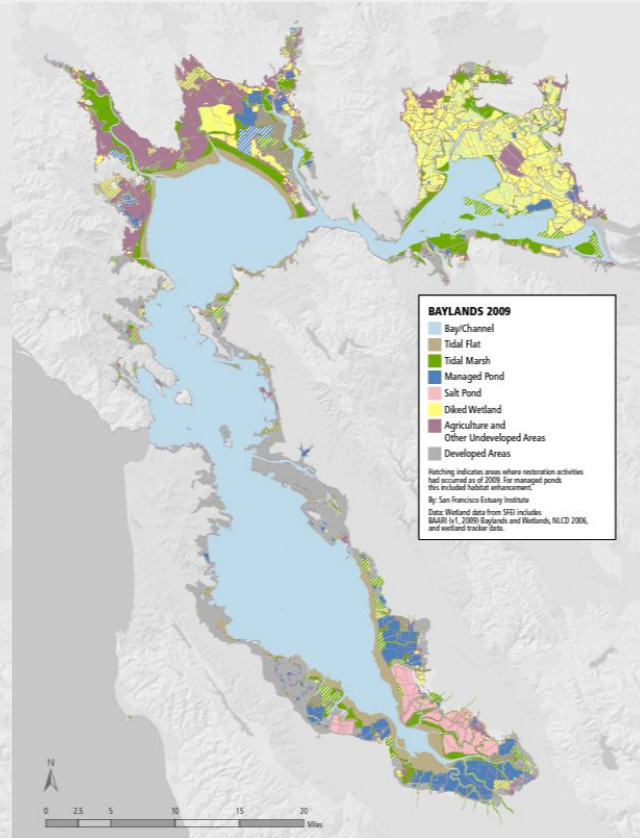 BAYLANDS 2009
Bay/Channel
Tidal Flat
Tidal Marsh
Managed Pond
Salt Pond
Diked Wetland
Agriculture and
Other Undeveloped Areas
Developed Areas
Hatching indicates areas where restoration activities
had occurred as of 2009. For managed ponds
this included habitat enhancement.
By: San Francisco Estuary Institute
Data: Wetland data from SFEI includes
BAARI (v1, 2009) Baylands and Wetlands, NLCD 2006,
and wetland tracker data.
N
0 2.5 5 10 15 20
Miles